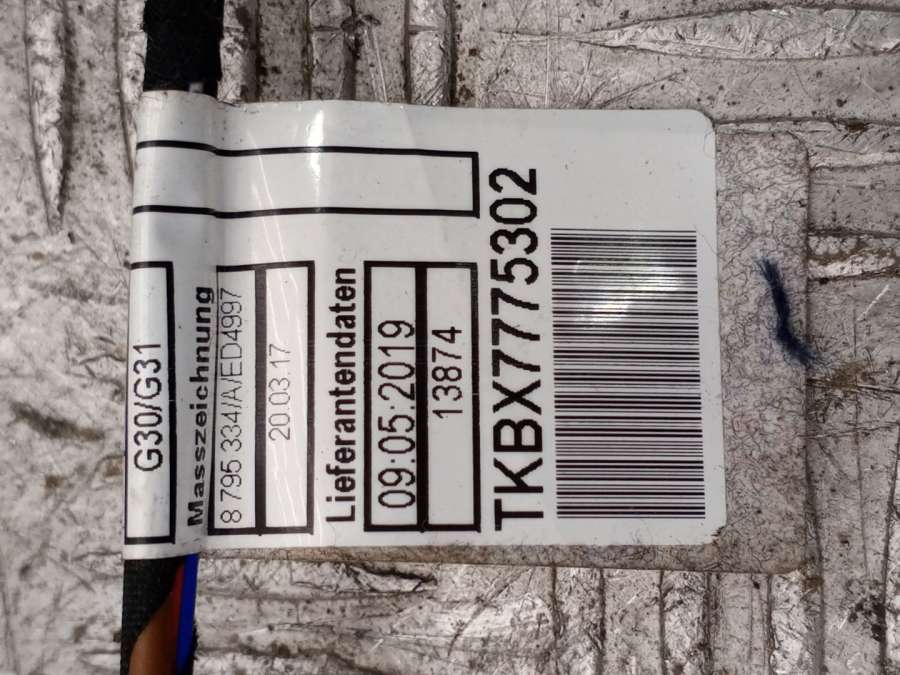 G30/G31
Masszeichnung
8 795 334/A/ED4997
20.03.17
Lieferantendaten
09:05:2019
13874
TKBX7775302